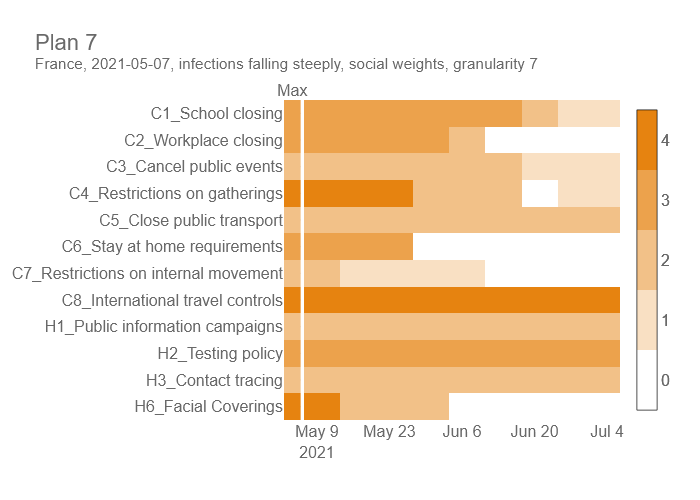 Plan 7
France, 2021-05-07, infections falling steeply, social weights, granularity 7
Max
C1_School closing
C2_Workplace closing
C3_Cancel public events
C4_Restrictions on gatherings
C5_Close public transport
C6_Stay at home requirements
C7_Restrictions on internal movement
C8_International travel controls
H1_Public information campaigns
H2_Testing policy
H3_Contact tracing
H6_Facial Coverings
4
3
2
1
0
May 9 May 23 Jun 6 Jun 20 Jul 4
2021